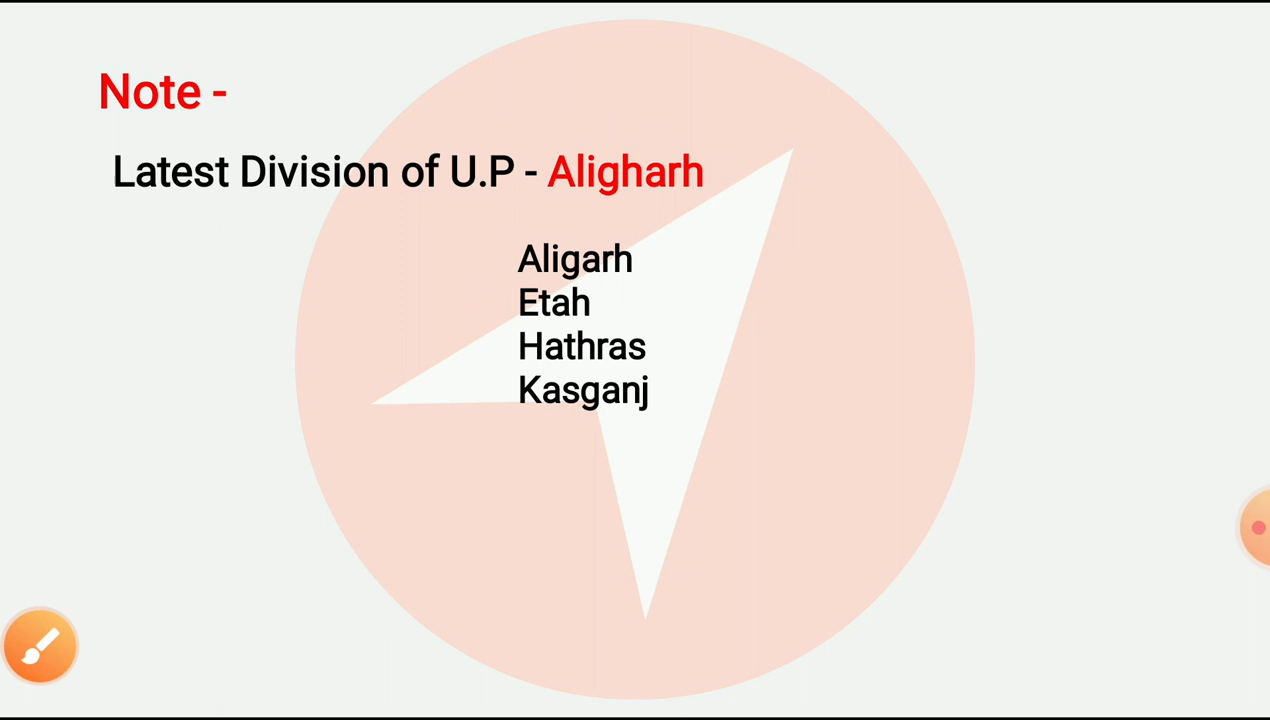 Note -
Latest Division of U.P - Aligharh
Aligarh
Etah
Hathras
Kasganj